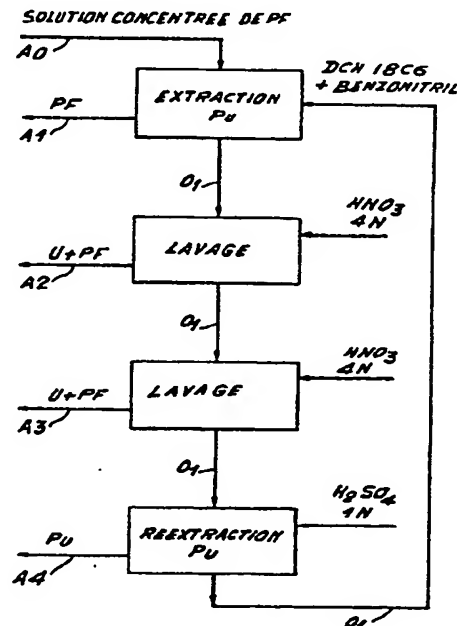 SOLUTION CONCENTREE DE PF
A0
DCH 18C6
+ BENZONITRIL
EXTRACTION
Pu
PF
A1
O1
HNO3
4N
LAVAGE
U+PF
A2
O1
HNO3
4N
LAVAGE
U+PF
A3
O1
H2SO4
1N
REEXTRACTION
Pu
Pu
A4
O1